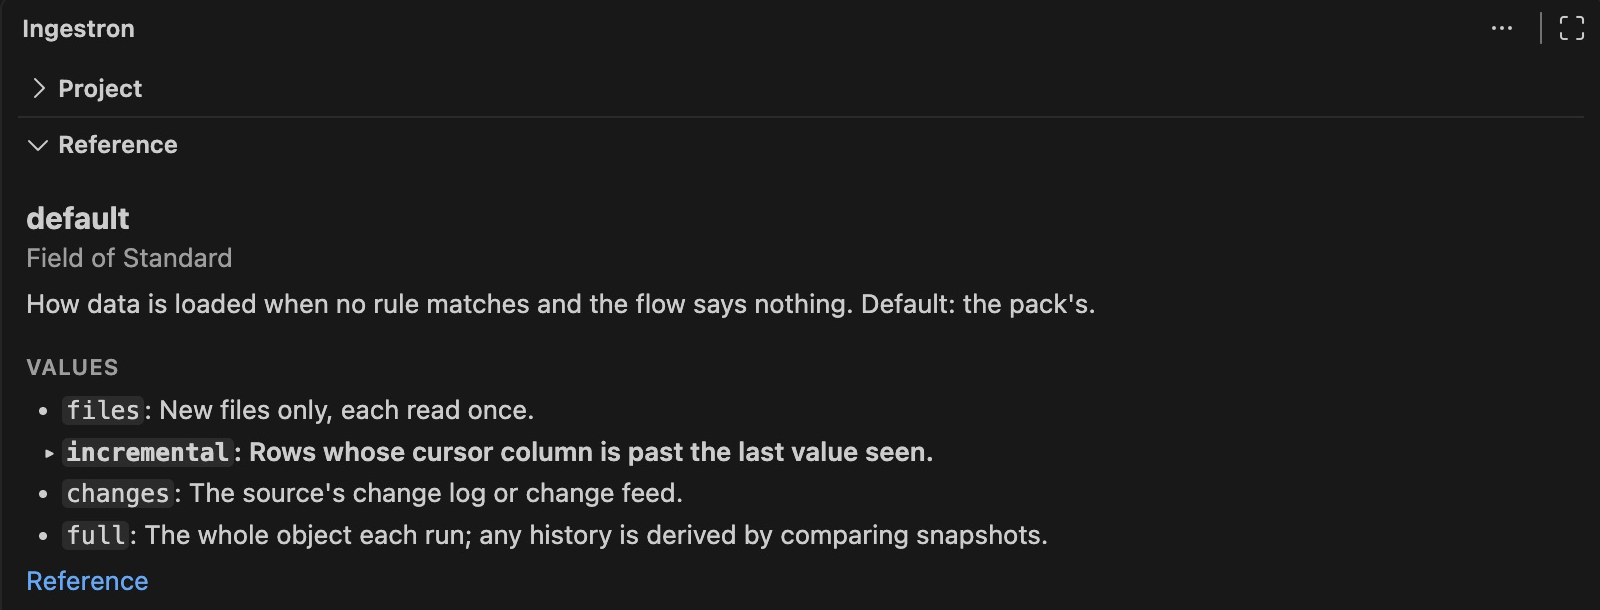 Ingestron
Project
Reference
default
Field of Standard
How data is loaded when no rule matches and the flow says nothing. Default: the pack's.
VALUES
• files: New files only, each read once.
▸ incremental: Rows whose cursor column is past the last value seen.
• changes: The source's change log or change feed.
• full: The whole object each run; any history is derived by comparing snapshots.
Reference